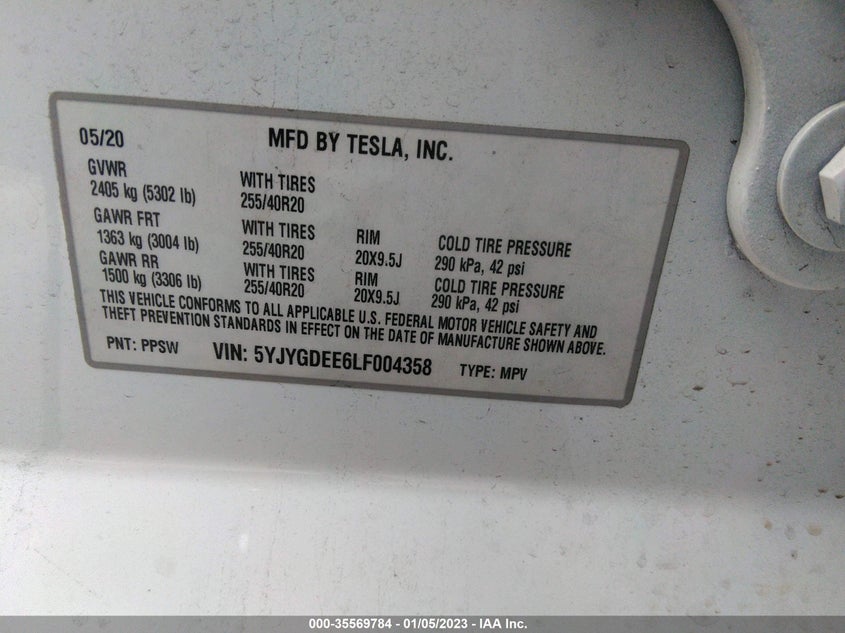 05/20 MFD BY TESLA, INC.
GVWR
2405 kg (5302 lb) WITH TIRES 255/40R20
GAWR FRT
1363 kg (3004 lb) WITH TIRES 255/40R20 RIM 20X9.5J COLD TIRE PRESSURE 290 kPa, 42 psi
GAWR RR
1500 kg (3306 lb) WITH TIRES 255/40R20 RIM 20X9.5J COLD TIRE PRESSURE 290 kPa, 42 psi
THIS VEHICLE CONFORMS TO ALL APPLICABLE U.S. FEDERAL MOTOR VEHICLE SAFETY AND
THEFT PREVENTION STANDARDS IN EFFECT ON THE DATE OF MANUFACTURE SHOWN ABOVE.
PNT: PPSW VIN: 5YJYGDEE6LF004358 TYPE: MPV
000-35569784 - 01/05/2023 - IAA Inc.